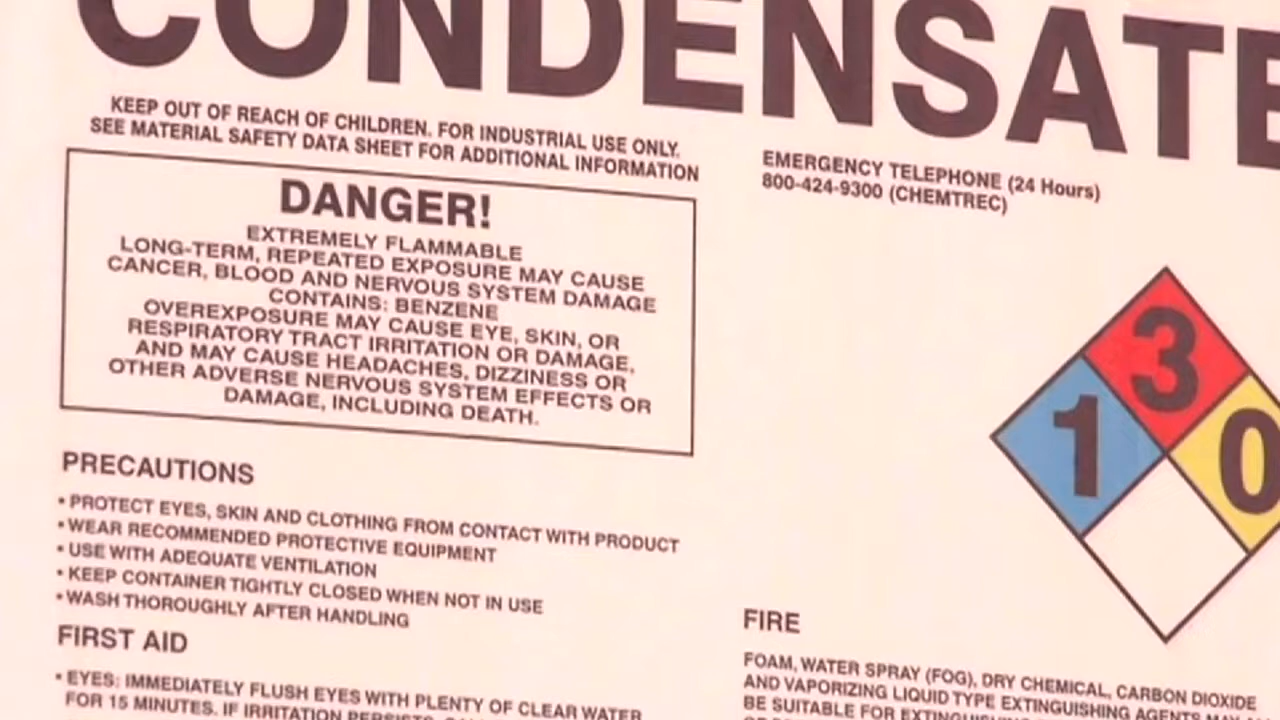 CONDENSATE
KEEP OUT OF REACH OF CHILDREN. FOR INDUSTRIAL USE ONLY.
SEE MATERIAL SAFETY DATA SHEET FOR ADDITIONAL INFORMATION
EMERGENCY TELEPHONE (24 Hours)
800-424-9300 (CHEMTREC)
DANGER!
EXTREMELY FLAMMABLE
LONG-TERM, REPEATED EXPOSURE MAY CAUSE
CANCER, BLOOD AND NERVOUS SYSTEM DAMAGE
CONTAINS: BENZENE
OVEREXPOSURE MAY CAUSE EYE, SKIN, OR
RESPIRATORY TRACT IRRITATION OR DAMAGE,
AND MAY CAUSE HEADACHES, DIZZINESS OR
OTHER ADVERSE NERVOUS SYSTEM EFFECTS OR
DAMAGE, INCLUDING DEATH.
3
1
0
PRECAUTIONS
• PROTECT EYES, SKIN AND CLOTHING FROM CONTACT WITH PRODUCT
• WEAR RECOMMENDED PROTECTIVE EQUIPMENT
• USE WITH ADEQUATE VENTILATION
• KEEP CONTAINER TIGHTLY CLOSED WHEN NOT IN USE
• WASH THOROUGHLY AFTER HANDLING
FIRST AID
• EYES: IMMEDIATELY FLUSH EYES WITH PLENTY OF CLEAR WATER
FOR 15 MINUTES. IF IRRITATION PERSISTS,
FIRE
FOAM, WATER SPRAY (FOG), DRY CHEMICAL, CARBON DIOXIDE
AND VAPORIZING LIQUID TYPE EXTINGUISHING
BE SUITABLE FOR